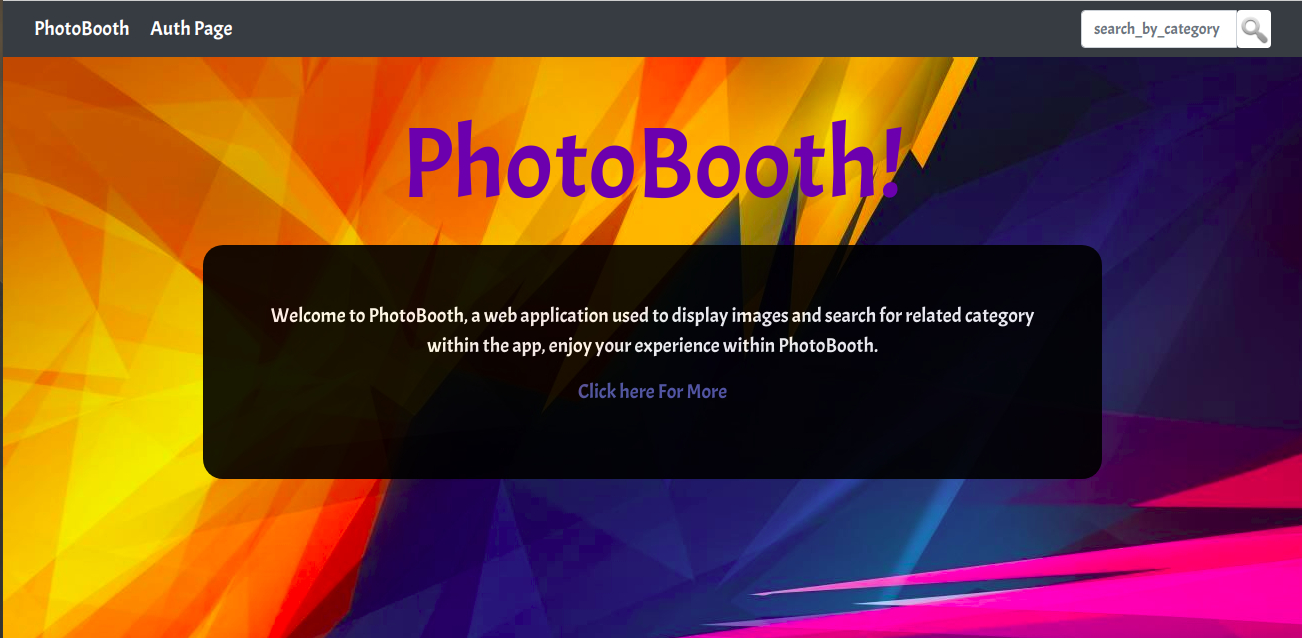 PhotoBooth Auth Page search_by_category
PhotoBooth!
Welcome to PhotoBooth, a web application used to display images and search for related category
within the app, enjoy your experience within PhotoBooth.
Click here For More